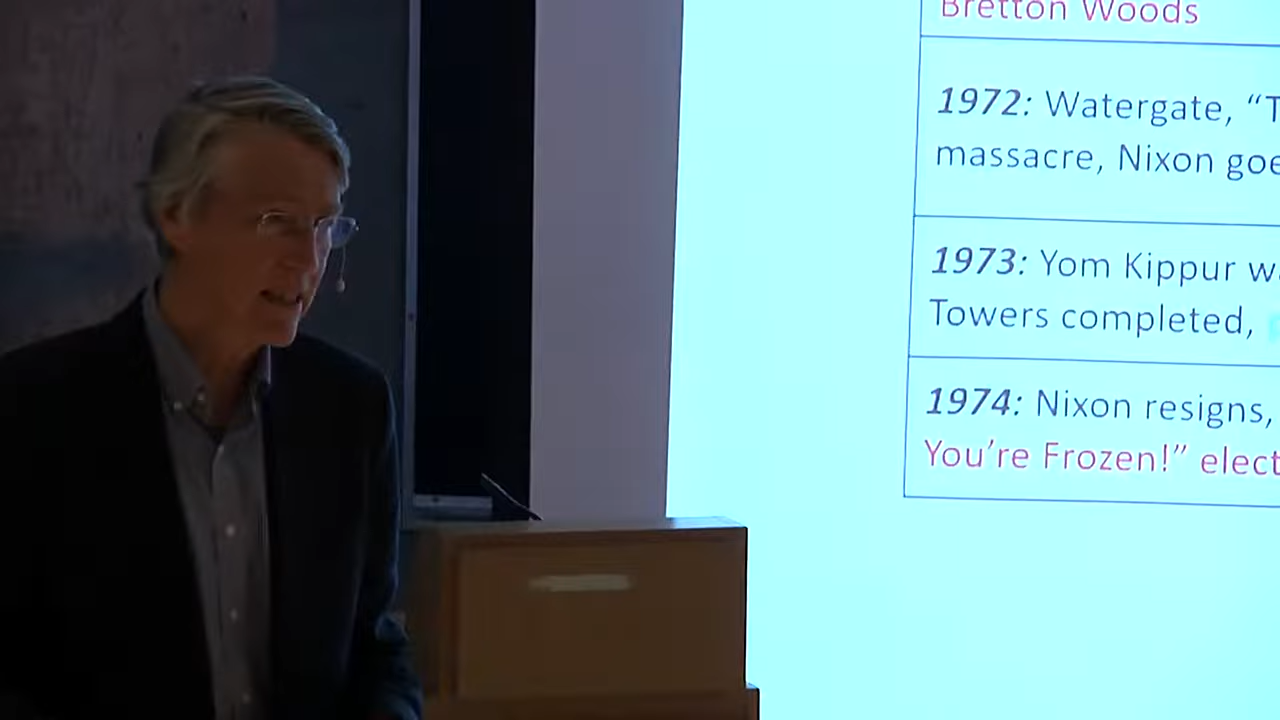 Bretton Woods
1972: Watergate, “T
massacre, Nixon goe
1973: Yom Kippur wa
Towers completed,
1974: Nixon resigns,
You’re Frozen!” elect